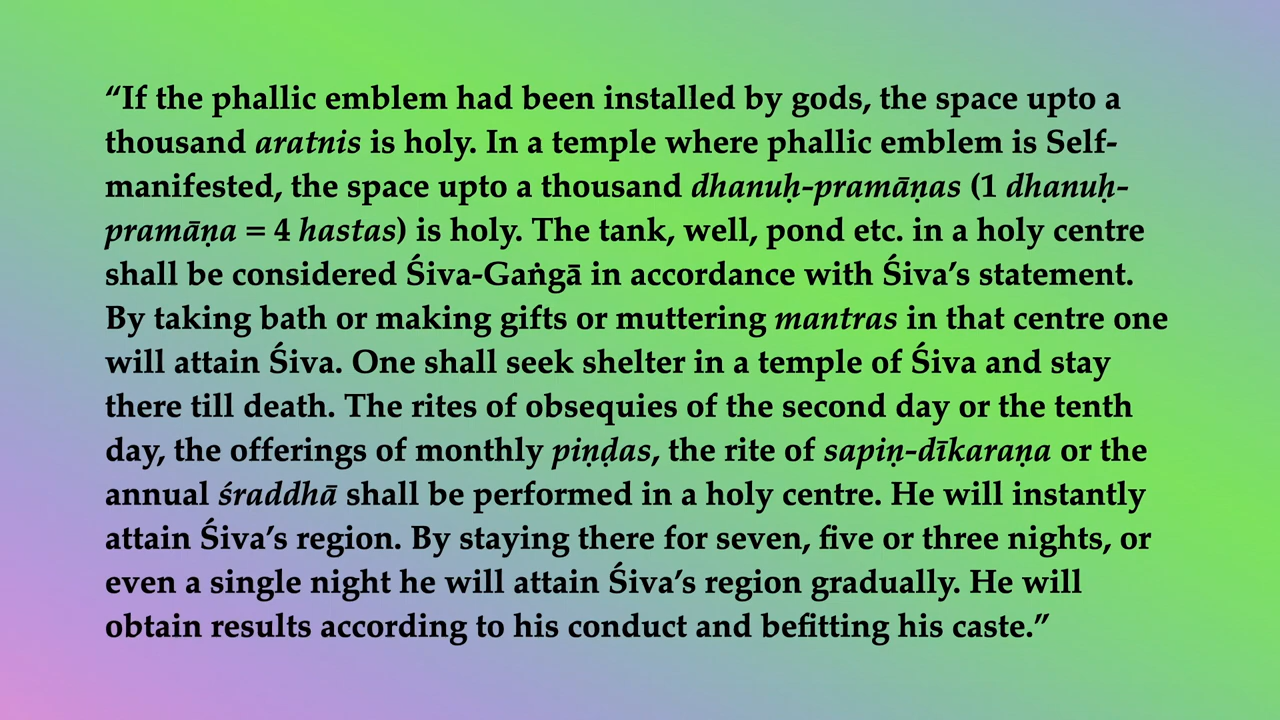 “If the phallic emblem had been installed by gods, the space upto a
thousand aratnis is holy. In a temple where phallic emblem is Self-
manifested, the space upto a thousand dhanuḥ-pramāṇas (1 dhanuḥ-
pramāṇa = 4 hastas) is holy. The tank, well, pond etc. in a holy centre
shall be considered Śiva-Gaṅgā in accordance with Śiva’s statement.
By taking bath or making gifts or muttering mantras in that centre one
will attain Śiva. One shall seek shelter in a temple of Śiva and stay
there till death. The rites of obsequies of the second day or the tenth
day, the offerings of monthly piṇḍas, the rite of sapiṇ-dīkaraṇa or the
annual śraddhā shall be performed in a holy centre. He will instantly
attain Śiva’s region. By staying there for seven, five or three nights, or
even a single night he will attain Śiva’s region gradually. He will
obtain results according to his conduct and befitting his caste.”